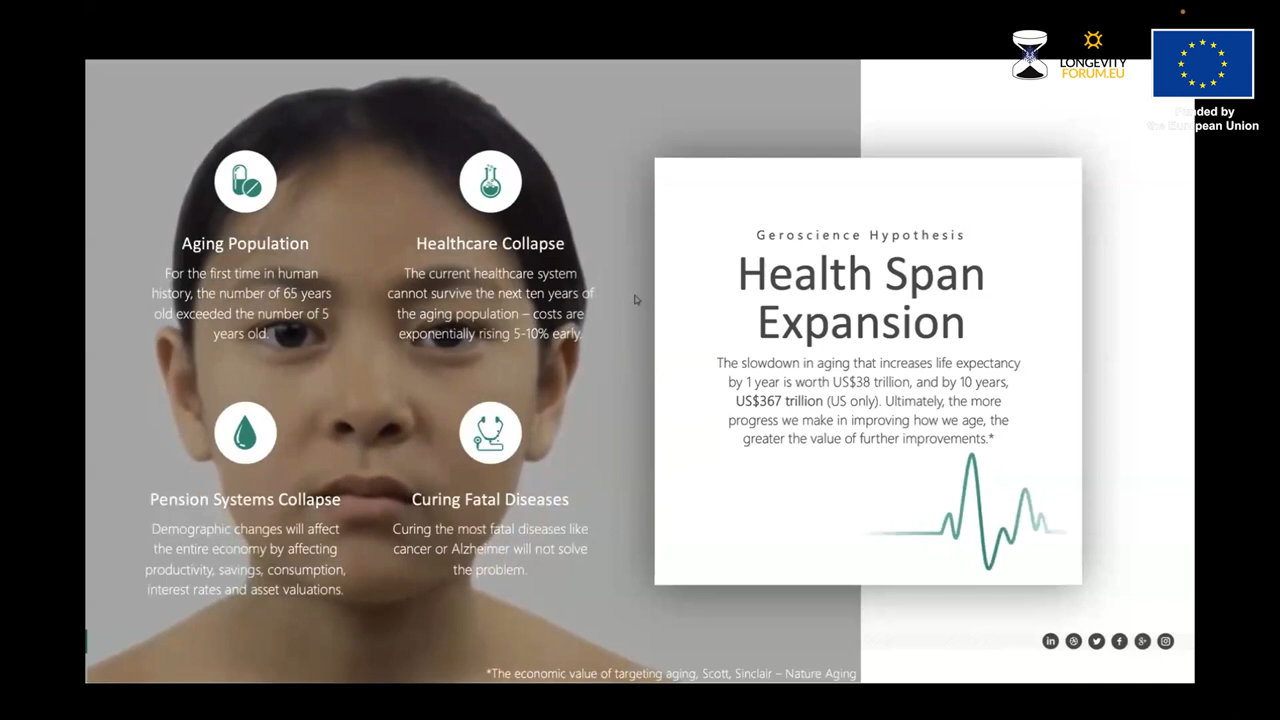 LONGEVITY
FORUM.EU
Funded by
the European Union
Aging Population
For the first time in human
history, the number of 65 years
old exceeded the number of 5
years old.
Healthcare Collapse
The current healthcare system
cannot survive the next ten years of
the aging population – costs are
exponentially rising 5-10% early.
Pension Systems Collapse
Demographic changes will affect
the entire economy by affecting
productivity, savings, consumption,
interest rates and asset valuations.
Curing Fatal Diseases
Curing the most fatal diseases like
cancer or Alzheimer will not solve
the problem.
Geroscience Hypothesis
Health Span
Expansion
The slowdown in aging that increases life expectancy
by 1 year is worth US$38 trillion, and by 10 years,
US$367 trillion (US only). Ultimately, the more
progress we make in improving how we age, the
greater the value of further improvements.*
*The economic value of targeting aging, Scott, Sinclair – Nature Aging